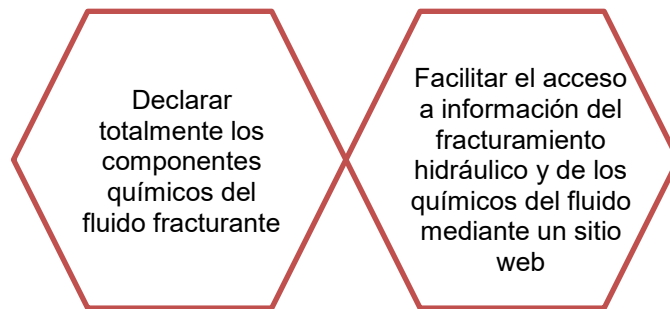 Declarar
totalmente los
componentes
químicos del
fluido fracturante
Facilitar el acceso
a información del
fracturamiento
hidráulico y de los
químicos del fluido
mediante un sitio
web